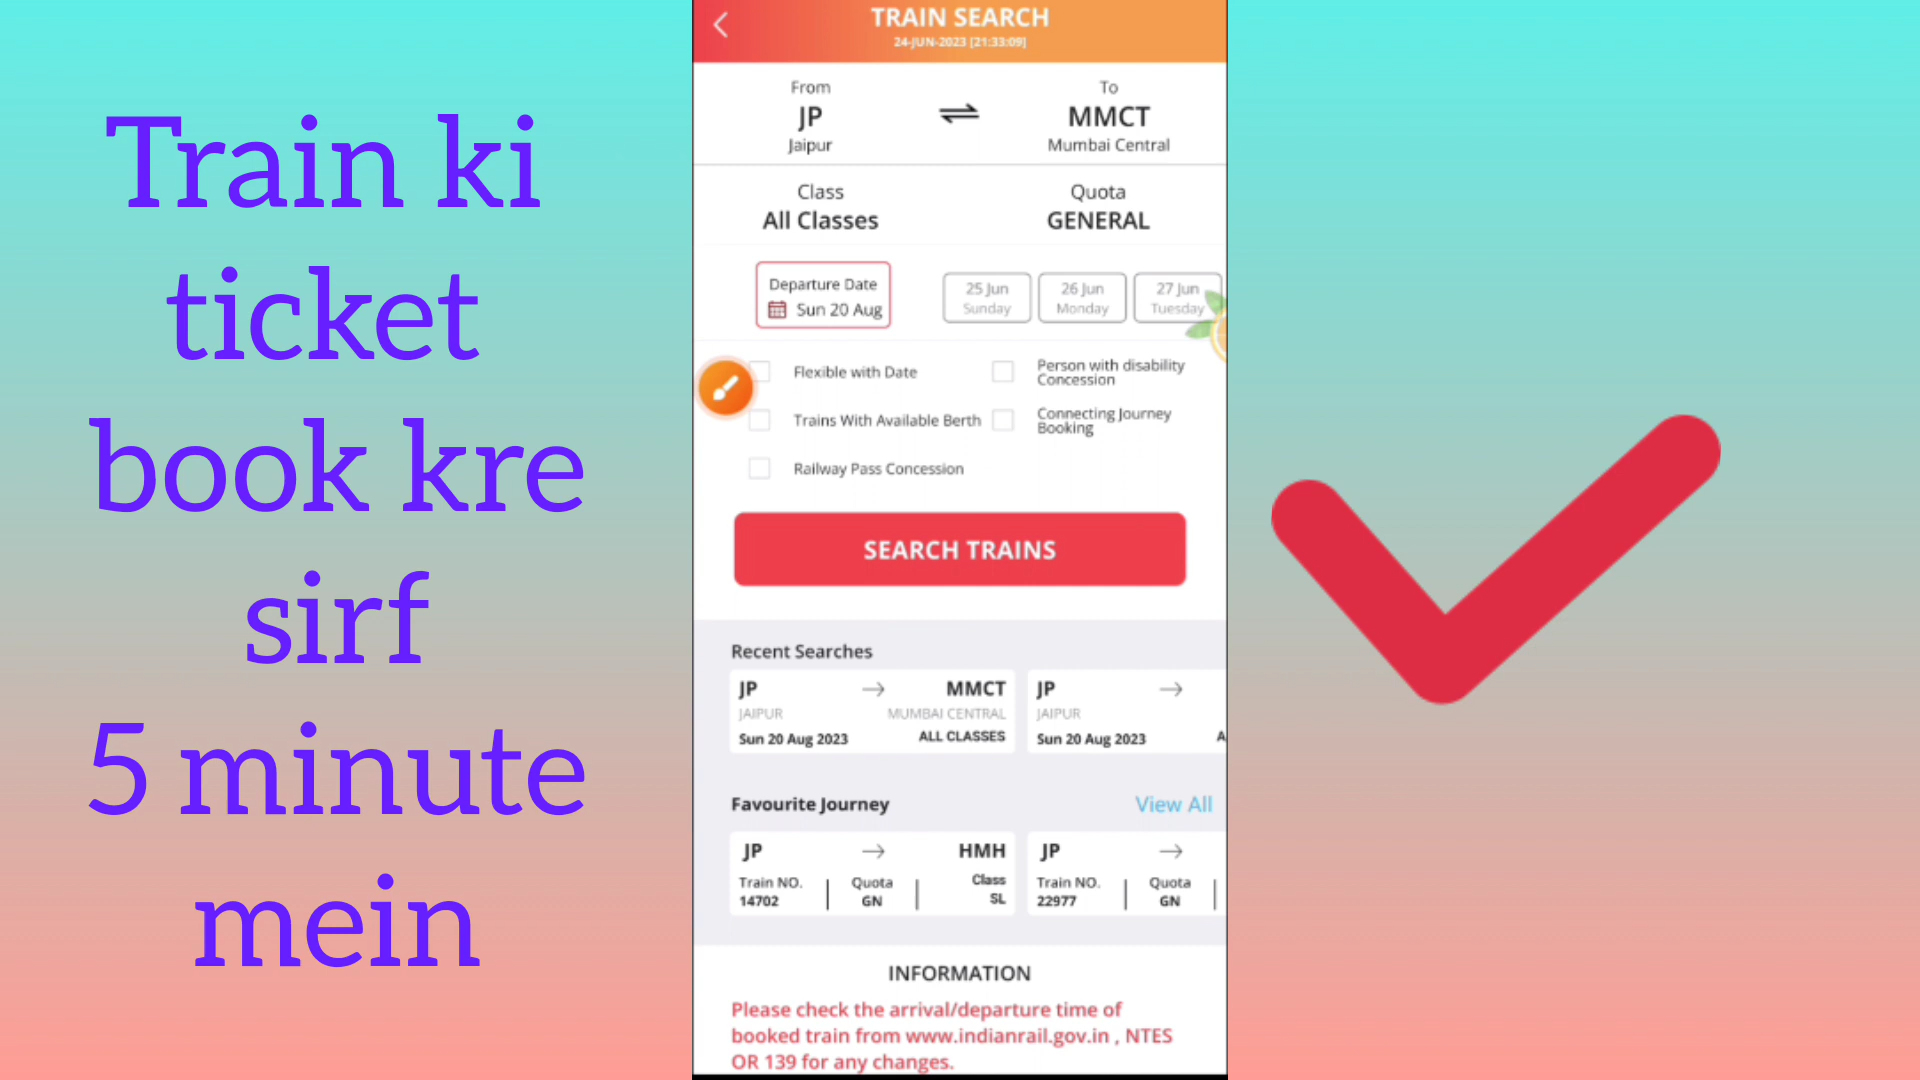 Train ki
ticket
book kre
sirf
5 minute
mein
TRAIN SEARCH
24-JUN-2023 [21:33:09]
From
To
JP
MMCT
Jaipur
Mumbai Central
Class
Quota
All Classes
GENERAL
Departure Date
Sun 20 Aug
25 Jun
Sunday
26 Jun
Monday
27 Jun
Tuesday
Flexible with Date
Person with disability
Concession
Trains With Available Berth
Connecting Journey
Booking
Railway Pass Concession
SEARCH TRAINS
Recent Searches
JP
MMCT
JAIPUR
MUMBAI CENTRAL
Sun 20 Aug 2023
ALL CLASSES
JP
JAIPUR
Sun 20 Aug 2023
A
Favourite Journey
View All
JP
HMH
Train NO.
14702
Quota
GN
Class
SL
JP
Train NO.
22977
Quota
GN
INFORMATION
Please check the arrival/departure time of
booked train from www.indianrail.gov.in , NTES
OR 139 for any changes.